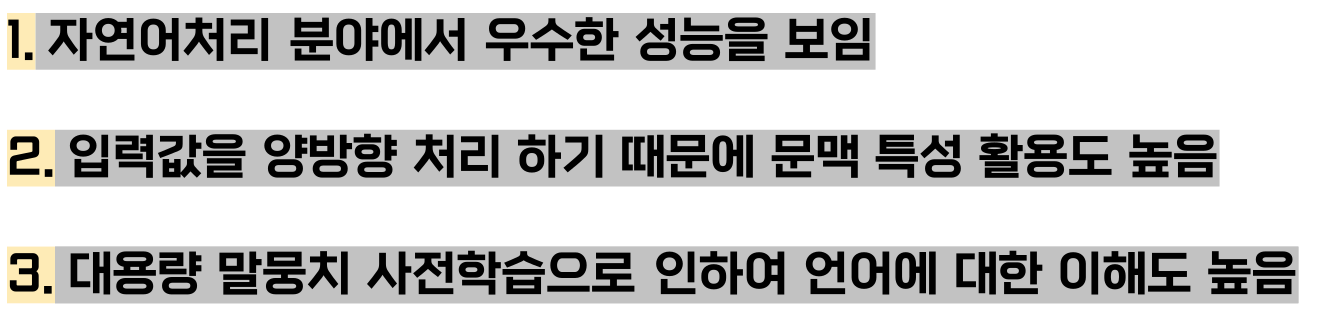 1. 자연어처리 분야에서 우수한 성능을 보임
2. 입력값을 양방향 처리 하기 때문에 문맥 특성 활용도 높음
3. 대용량 말뭉치 사전학습으로 인하여 언어에 대한 이해도 높음